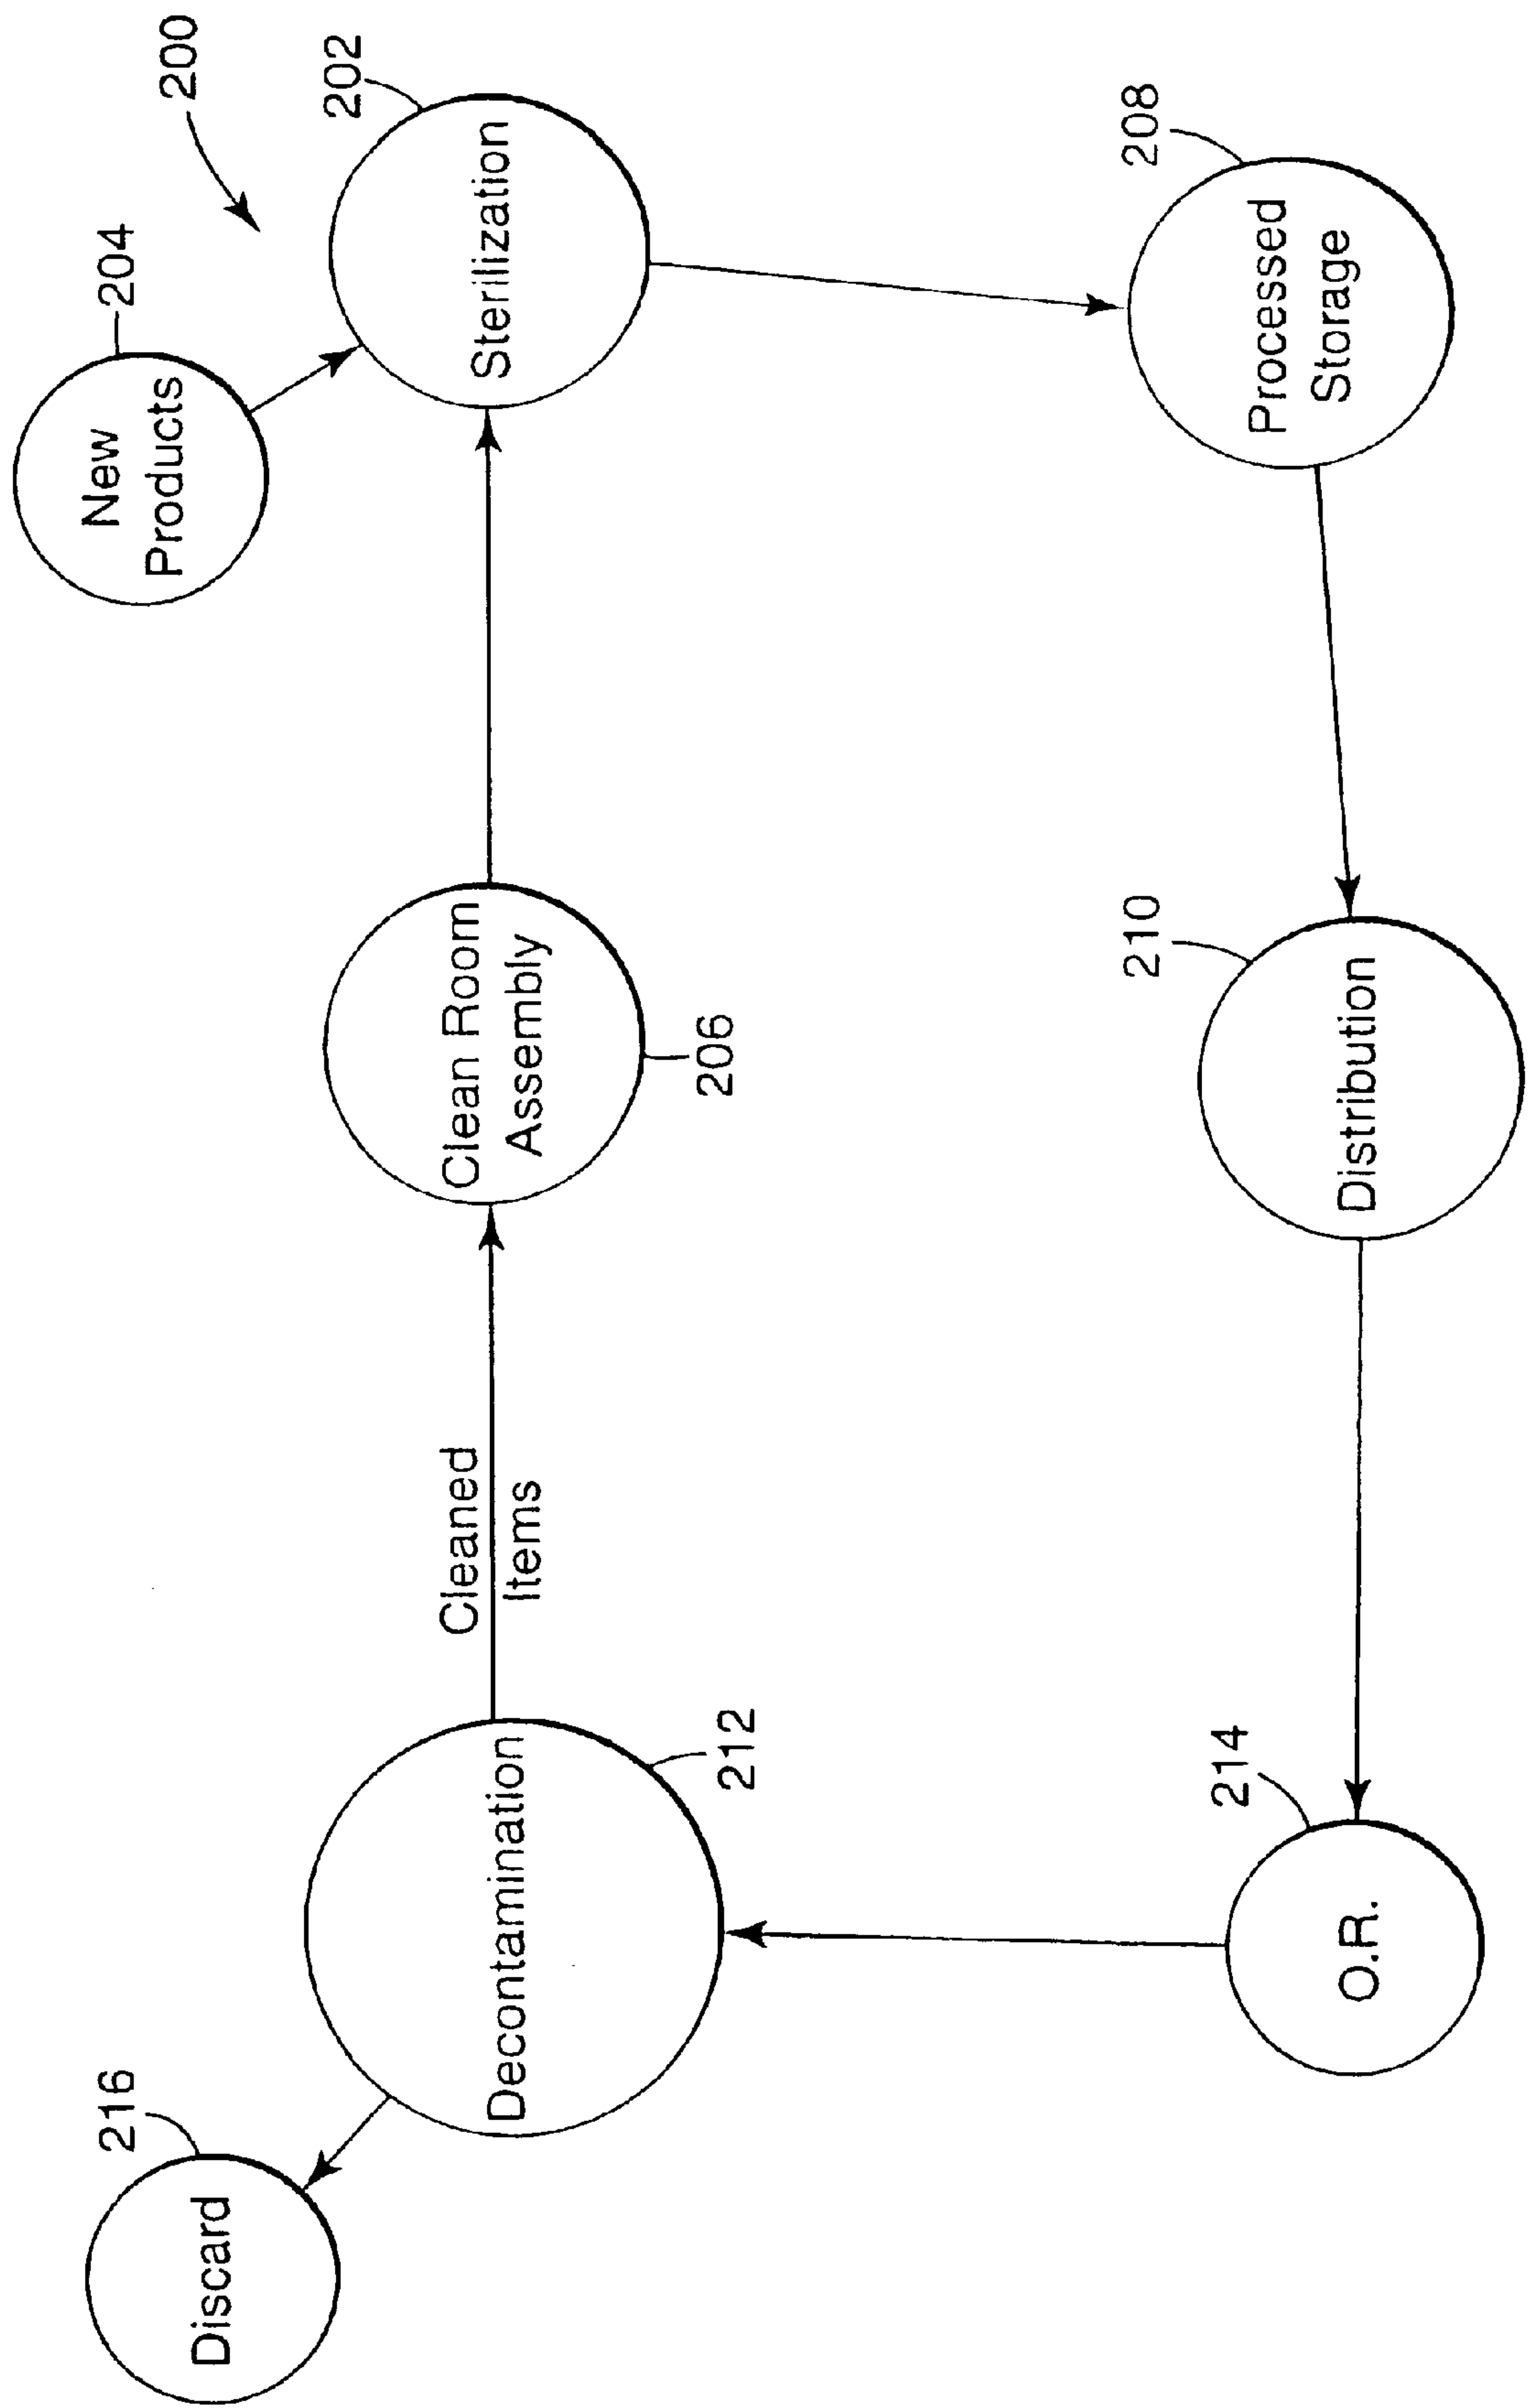 216
Discard
New
Products
204
200
202
Decontamination
212
Cleaned
Items
Clean Room
Assembly
206
Sterilization
214
O.R.
210
Distribution
208
Processed
Storage